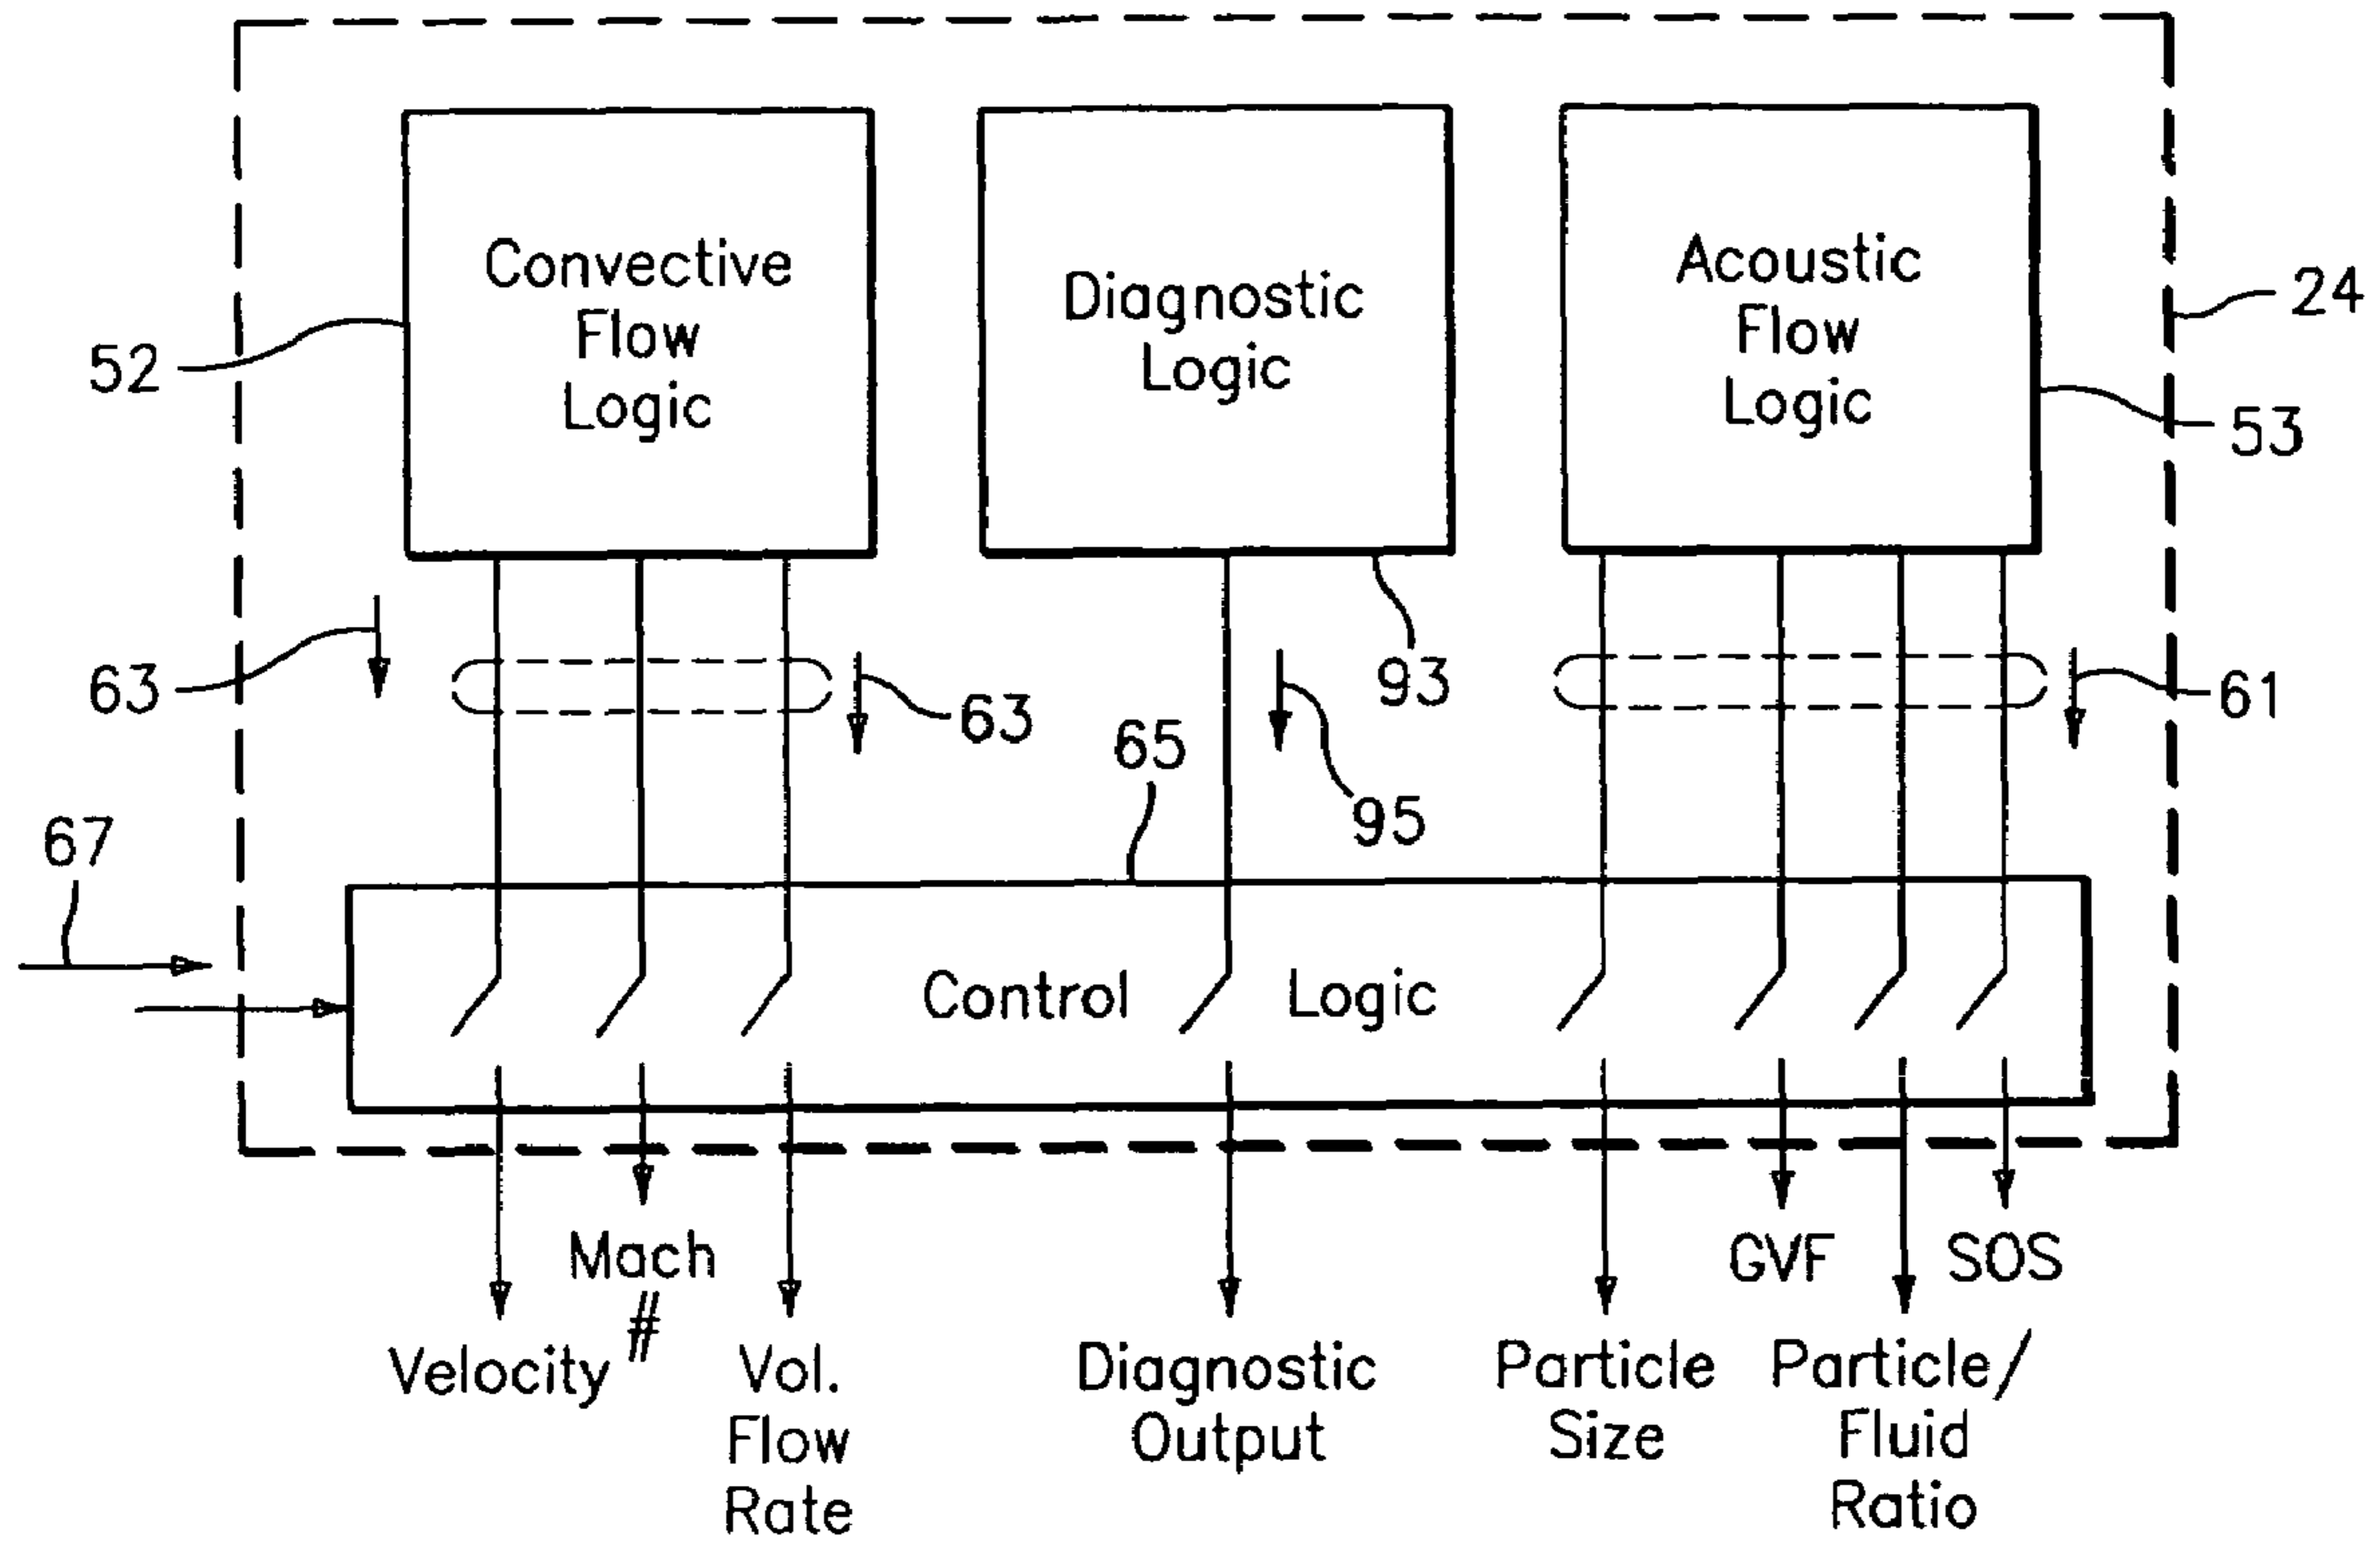 Convective
Flow
Logic
Diagnostic
Logic
Acoustic
Flow
Logic
24
52
53
63
63
93
61
65
95
67
Control Logic
Mach
#
GVF
SOS
Velocity
Vol.
Flow
Rate
Diagnostic
Output
Particle
Size
Particle/
Fluid
Ratio